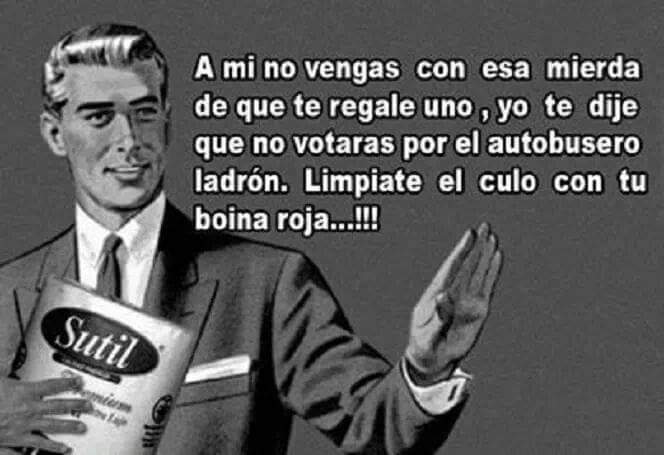 A mi no vengas con esa mierda
de que te regale uno , yo te dije
que no votaras por el autobusero
ladrón. Limpiate el culo con tu
boina roja...!!!
Sutil
Premium